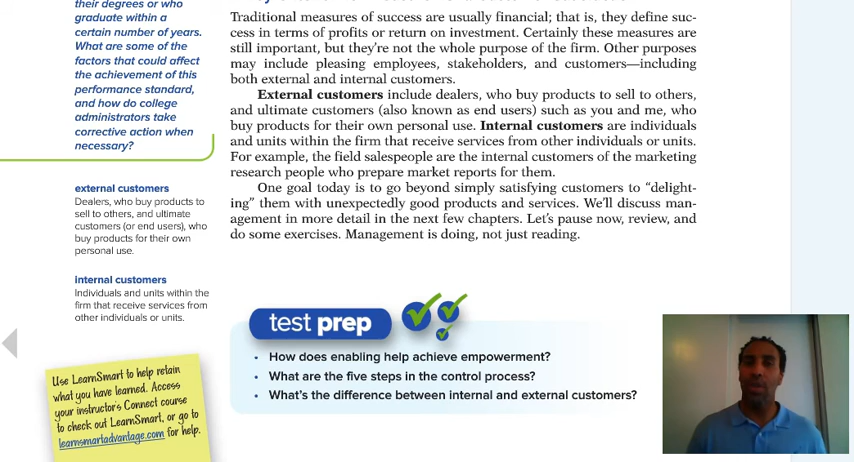 their degrees or who
graduate within a
certain number of years.
What are some of the
factors that could affect
the achievement of this
performance standard,
and how do college
administrators take
corrective action when
necessary?
external customers
Dealers, who buy products to
sell to others, and ultimate
customers (or end users), who
buy products for their own
personal use.
internal customers
Individuals and units within the
firm that receive services from
other individuals or units.
Use LearnSmart to help retain
what you have learned. Access
your instructor's Connect course
to check out LearnSmart, or go to
learnsmartadvantage.com for help.
Traditional measures of success are usually financial; that is, they define suc-
cess in terms of profits or return on investment. Certainly these measures are
still important, but they're not the whole purpose of the firm. Other purposes
may include pleasing employees, stakeholders, and customers—including
both external and internal customers.
External customers include dealers, who buy products to sell to others,
and ultimate customers (also known as end users) such as you and me, who
buy products for their own personal use. Internal customers are individuals
and units within the firm that receive services from other individuals or units.
For example, the field salespeople are the internal customers of the marketing
research people who prepare market reports for them.
One goal today is to go beyond simply satisfying customers to “delight-
ing” them with unexpectedly good products and services. We'll discuss man-
agement in more detail in the next few chapters. Let's pause now, review, and
do some exercises. Management is doing, not just reading.
test prep
• How does enabling help achieve empowerment?
• What are the five steps in the control process?
• What's the difference between internal and external customers?